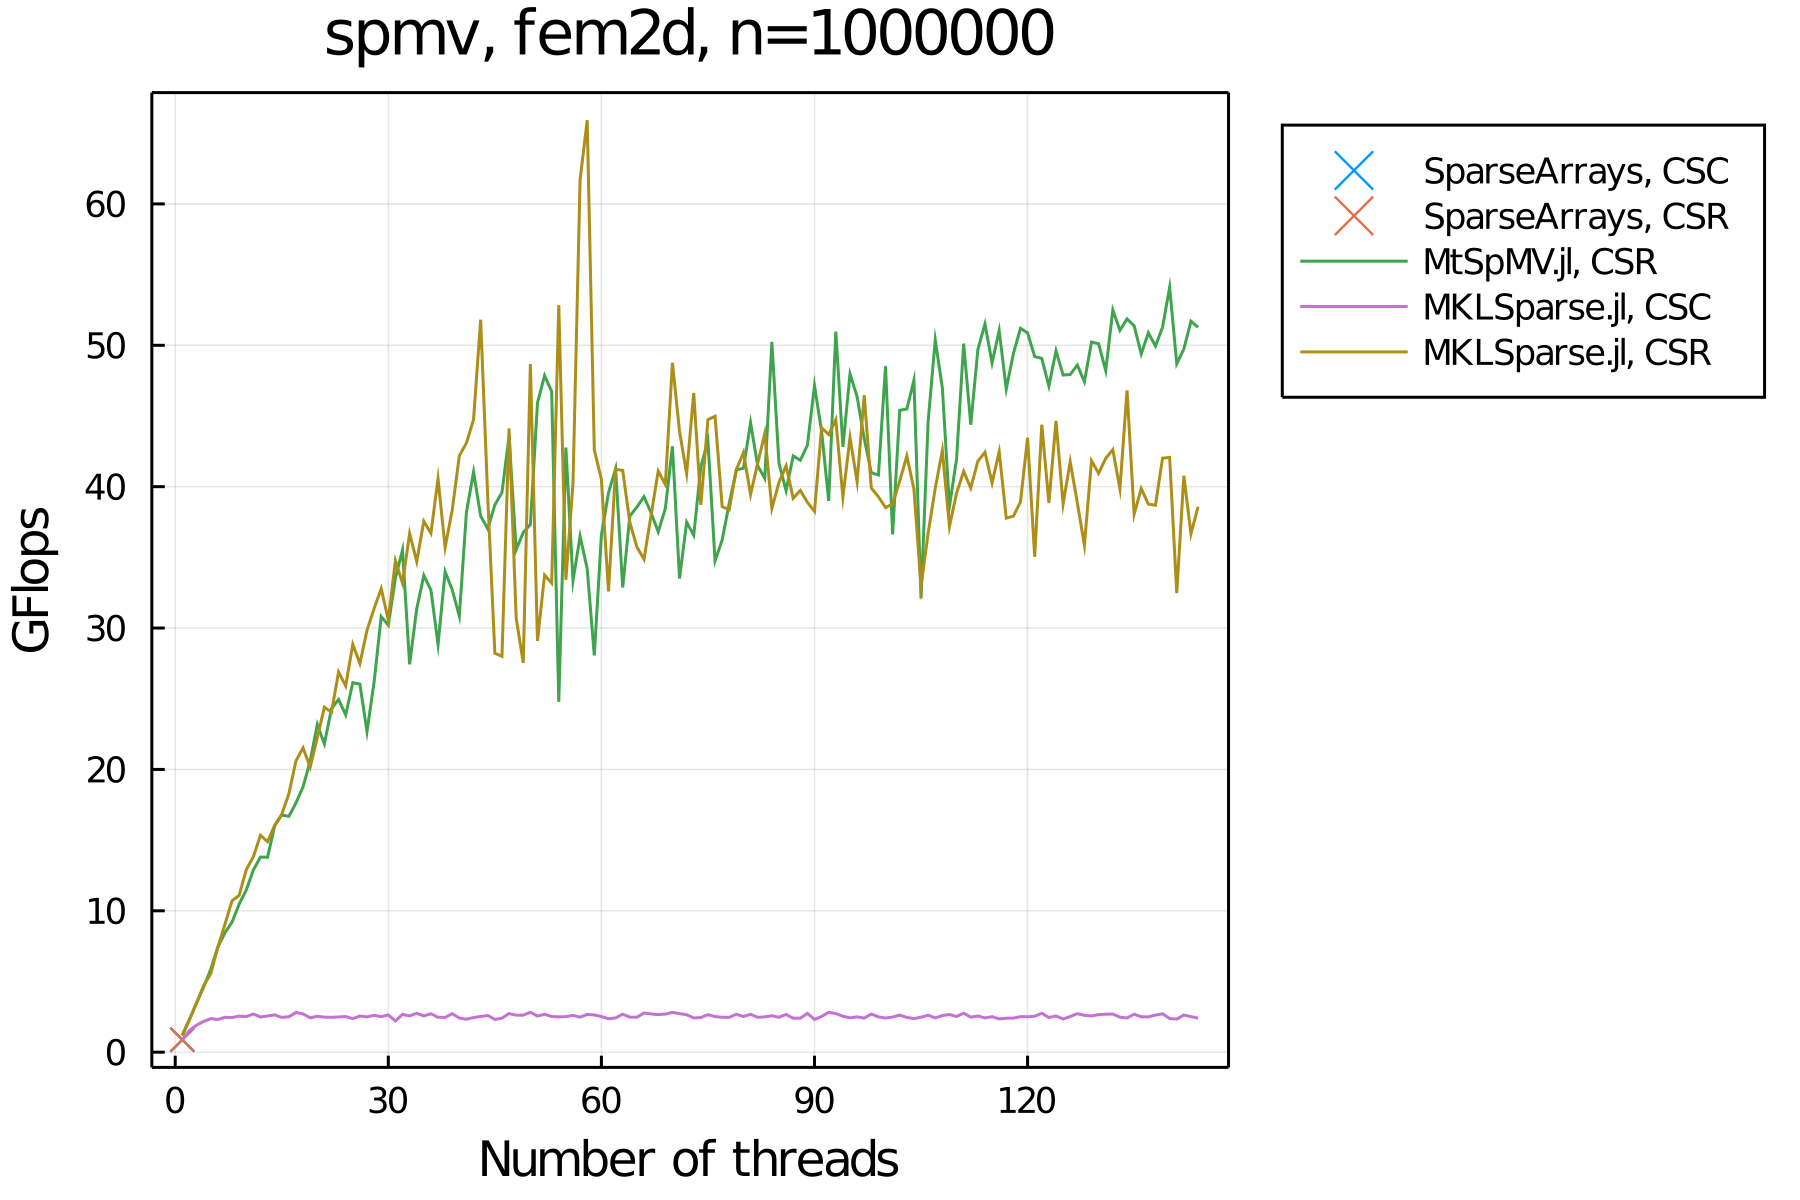 spmv, fem2d, n=1000000
GFlops
60
50
40
30
20
10
0
0 30 60 90 120
Number of threads
SparseArrays, CSC
SparseArrays, CSR
MtSpMV.jl, CSR
MKLSparse.jl, CSC
MKLSparse.jl, CSR